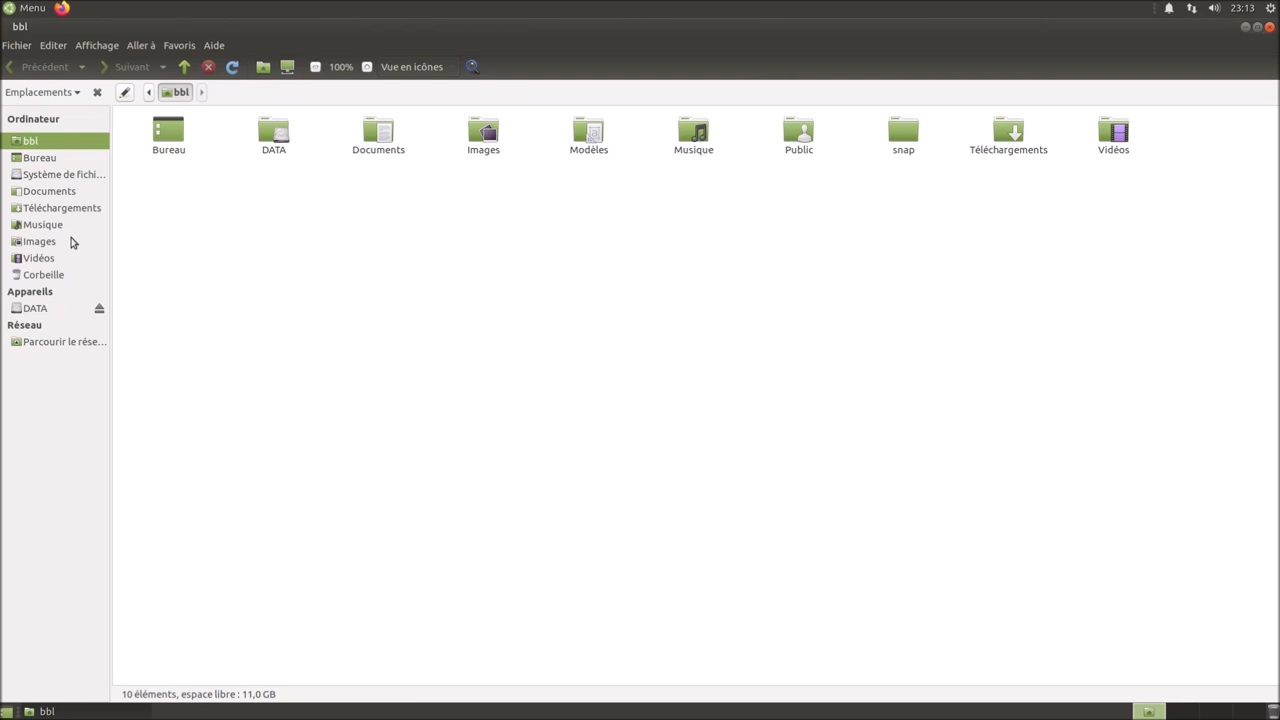 Menu 23:13
bbl
Fichier Editer Affichage Aller à Favoris Aide
Précédent Suivant 100% Vue en icônes
Emplacements bbl
Ordinateur
bbl
Bureau
Système de fichi...
Documents
Téléchargements
Musique
Images
Vidéos
Corbeille
Appareils
DATA
Réseau
Parcourir le rése...
Bureau DATA Documents Images Modèles Musique Public snap Téléchargements Vidéos
10 éléments, espace libre : 11,0 GB
bbl